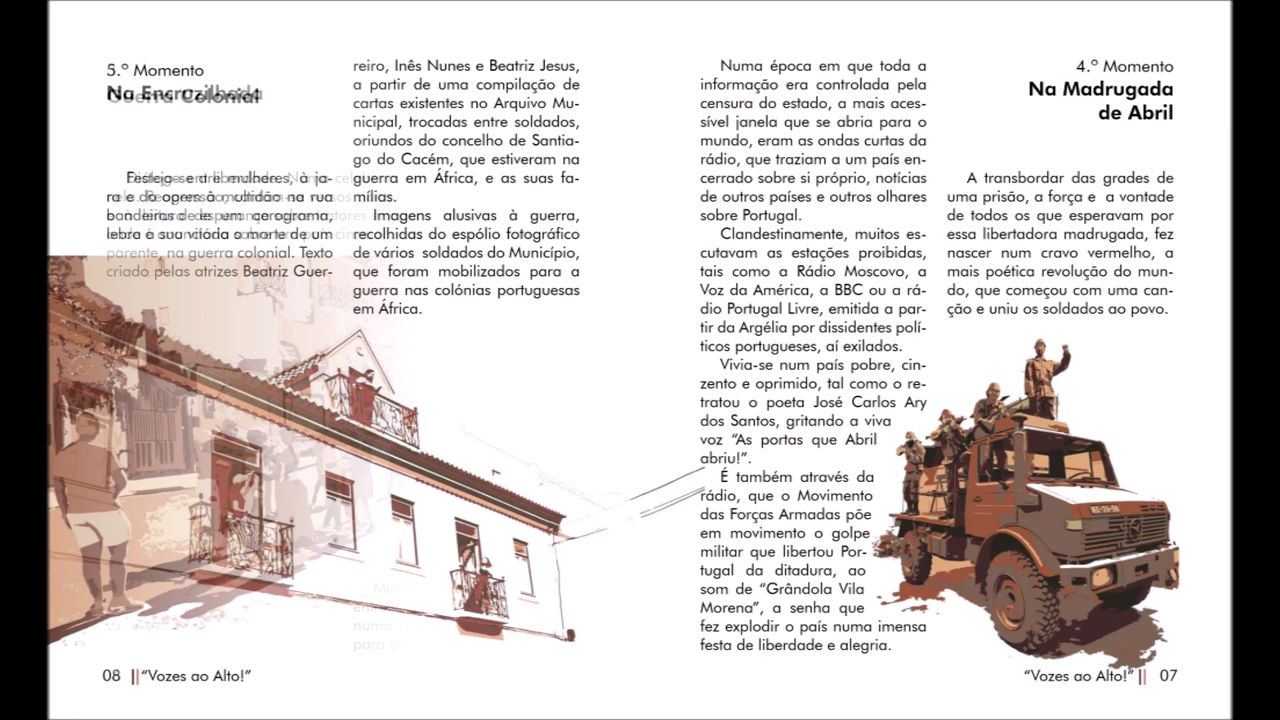 5.º Momento
reiro, Inês Nunes e Beatriz Jesus,
a partir de uma compilação de
cartas existentes no Arquivo Mu-
nicipal, trocadas entre soldados,
oriundos do concelho de Santia-
go do Cacém, que estiveram na
guerra em África, e as suas fa-
mílias.
Imagens alusivas à guerra,
recolhidas do espólio fotográfico
de vários soldados do Município,
que foram mobilizados para a
guerra nas colónias portuguesas
em África.
parente, na guerra colonial. Texto
criado pelas atrizes Beatriz Guer-
08 || “Vozes ao Alto!”
Numa época em que toda a
informação era controlada pela
censura do estado, a mais aces-
sível janela que se abria para o
mundo, eram as ondas curtas da
rádio, que traziam a um país en-
cerrado sobre si próprio, notícias
de outros países e outros olhares
sobre Portugal.
Clandestinamente, muitos es-
cutavam as estações proibidas,
tais como a Rádio Moscovo, a
Voz da América, a BBC ou a rá-
dio Portugal Livre, emitida a par-
tir da Argélia por dissidentes polí-
ticos portugueses, aí exilados.
Vivia-se num país pobre, cin-
zento e oprimido, tal como o re-
tratou o poeta José Carlos Ary
dos Santos, gritando a viva
voz “As portas que Abril
abriu!”.
É também através da
rádio, que o Movimento
das Forças Armadas põe
em movimento o golpe
militar que libertou Por-
tugal da ditadura, ao
som de “Grândola Vila
Morena”, a senha que
fez explodir o país numa imensa
festa de liberdade e alegria.
4.º Momento
Na Madrugada
de Abril
A transbordar das grades de
uma prisão, a força e a vontade
de todos os que esperavam por
essa libertadora madrugada, fez
nascer num cravo vermelho, a
mais poética revolução do mun-
do, que começou com uma can-
ção e uniu os soldados ao povo.
“Vozes ao Alto!” || 07